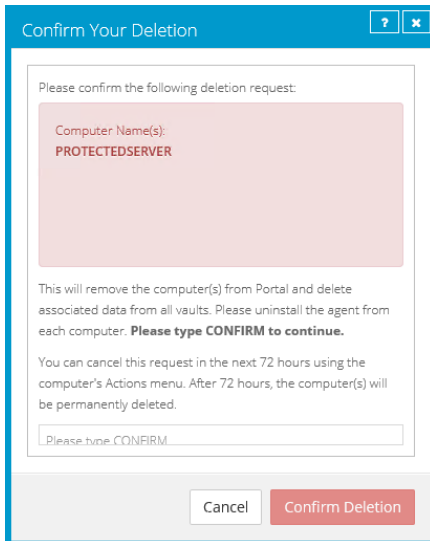 Confirm Your Deletion
? ×
Please confirm the following deletion request:
Computer Name(s):
PROTECTEDSERVER
This will remove the computer(s) from Portal and delete
associated data from all vaults. Please uninstall the agent from
each computer. Please type CONFIRM to continue.
You can cancel this request in the next 72 hours using the
computer's Actions menu. After 72 hours, the computer(s) will
be permanently deleted.
Please type CONFIRM
Cancel
Confirm Deletion